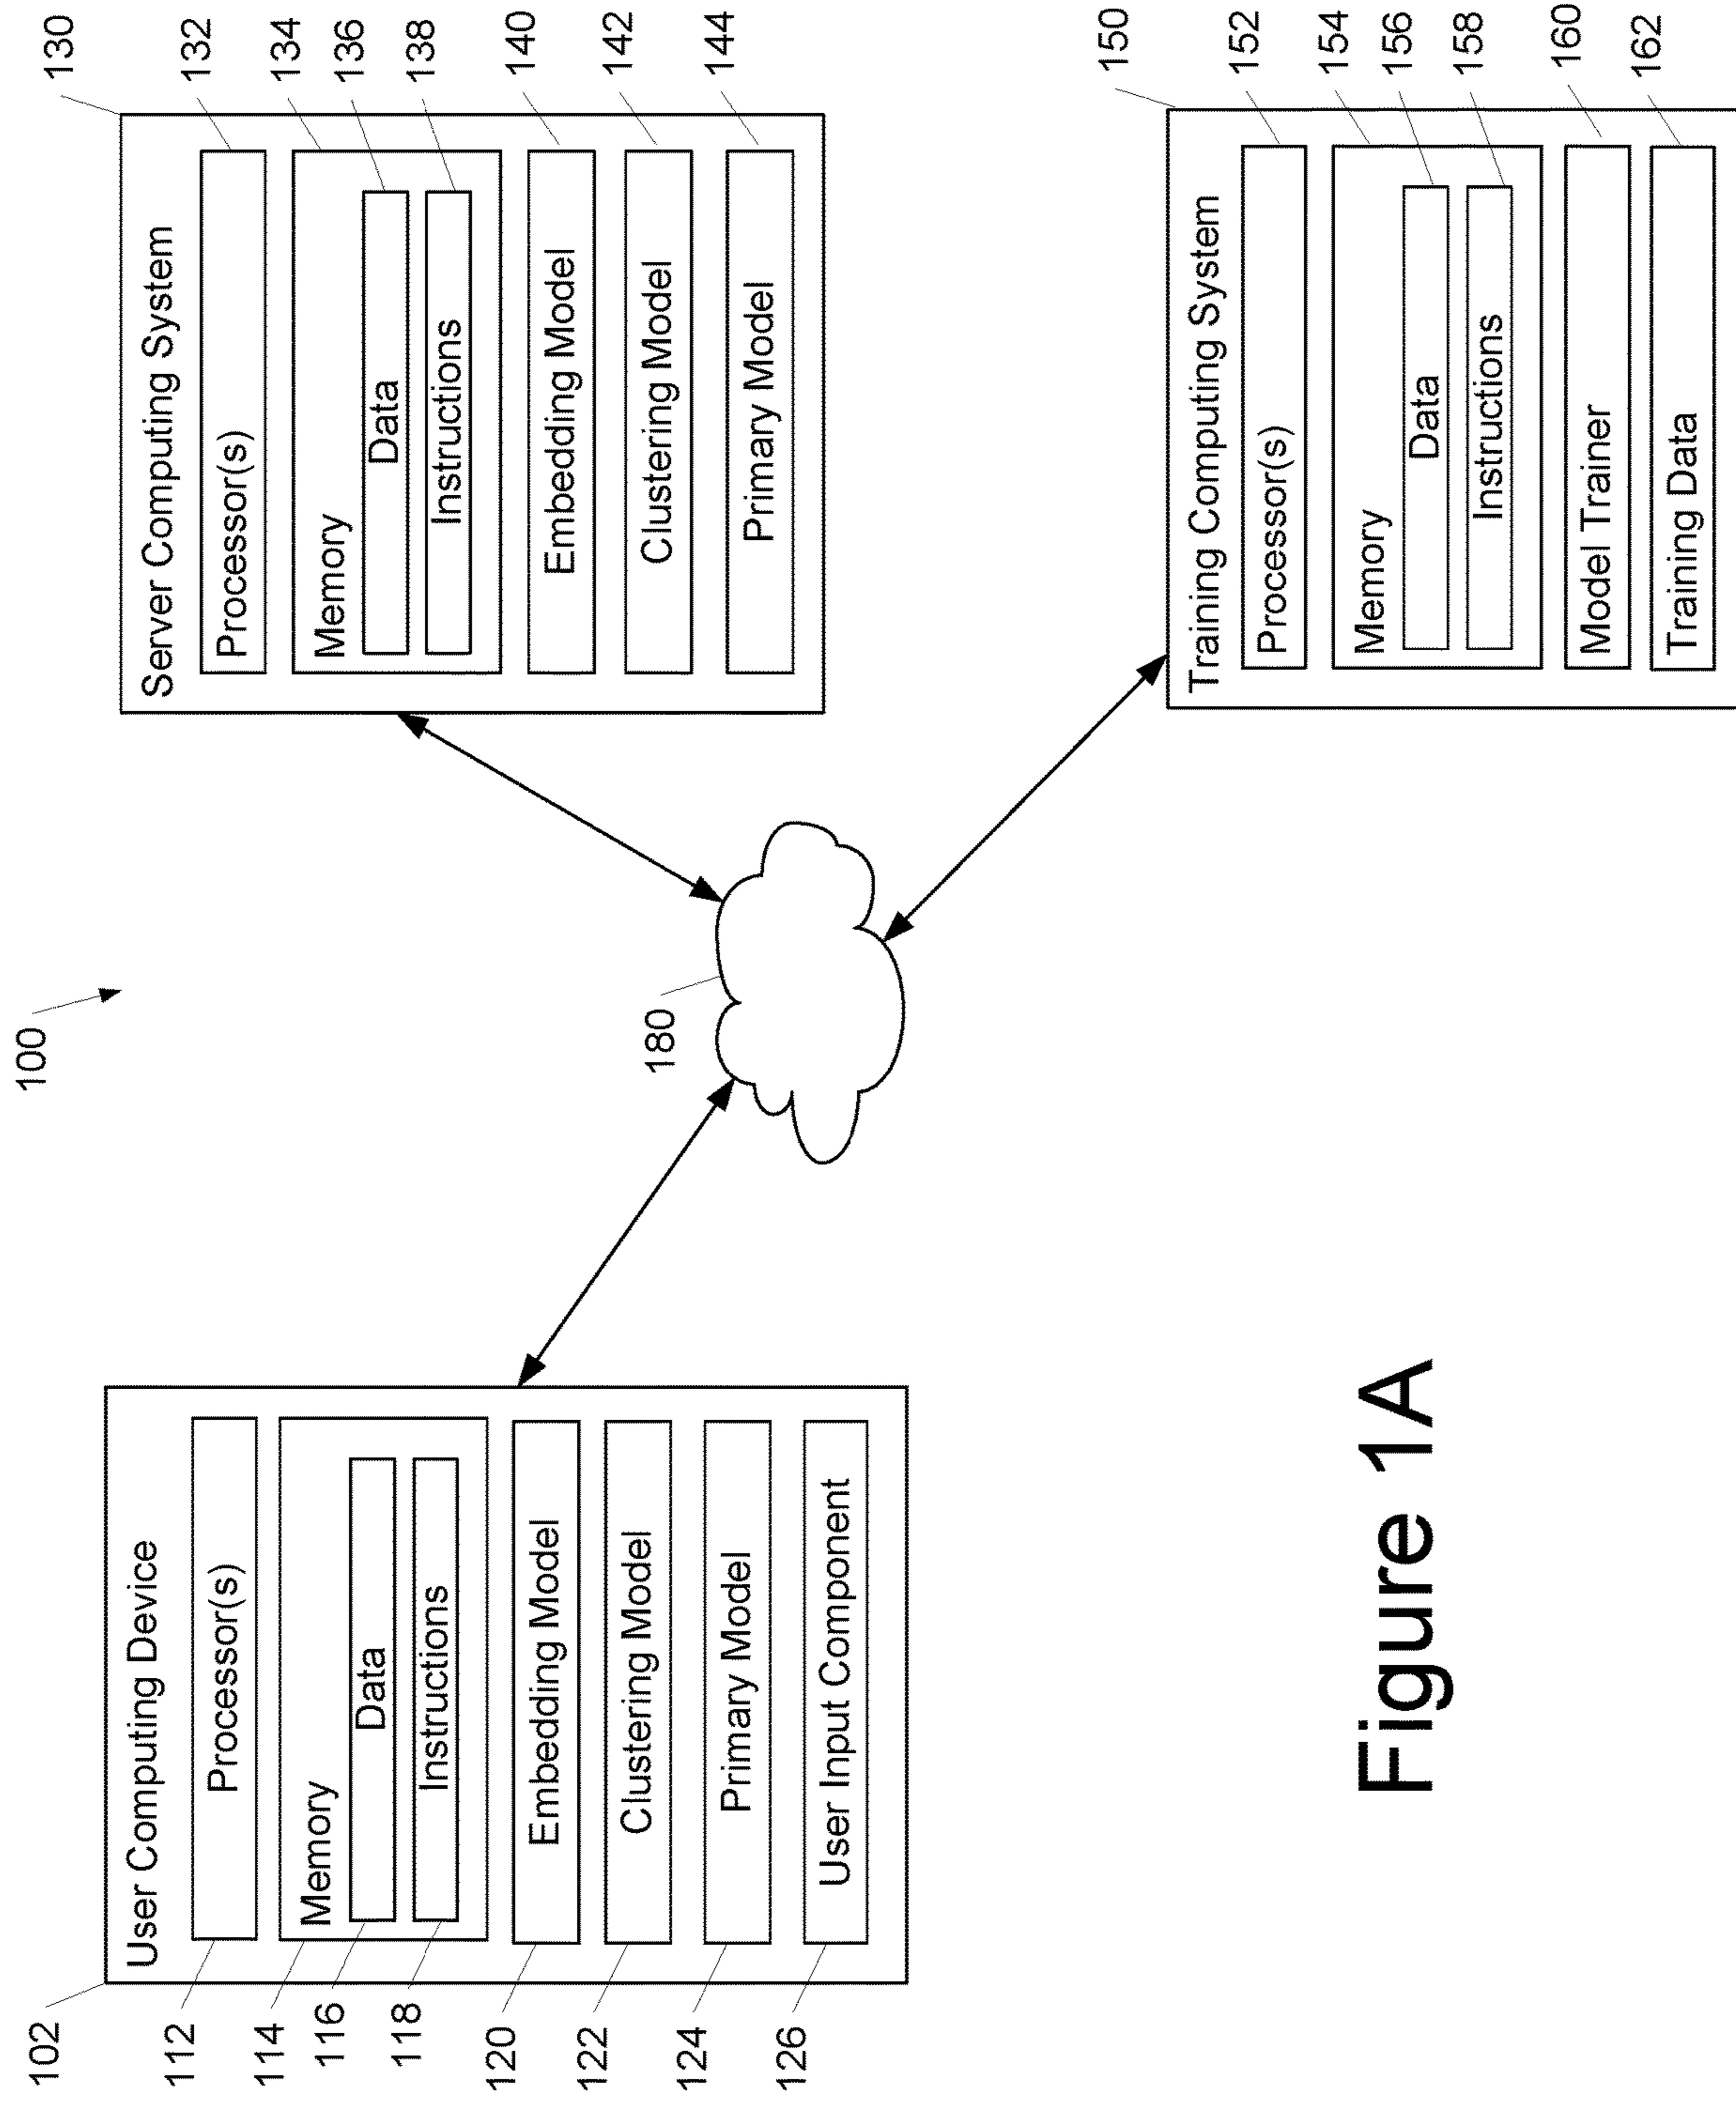 100
102
User Computing Device
112
Processor(s)
114
Memory
116
Data
118
Instructions
120
Embedding Model
122
Clustering Model
124
Primary Model
126
User Input Component
180
130
Server Computing System
132
Processor(s)
134
Memory
136
Data
138
Instructions
140
Embedding Model
142
Clustering Model
144
Primary Model
150
Training Computing System
152
Processor(s)
154
Memory
156
Data
158
Instructions
160
Model Trainer
162
Training Data
Figure 1A